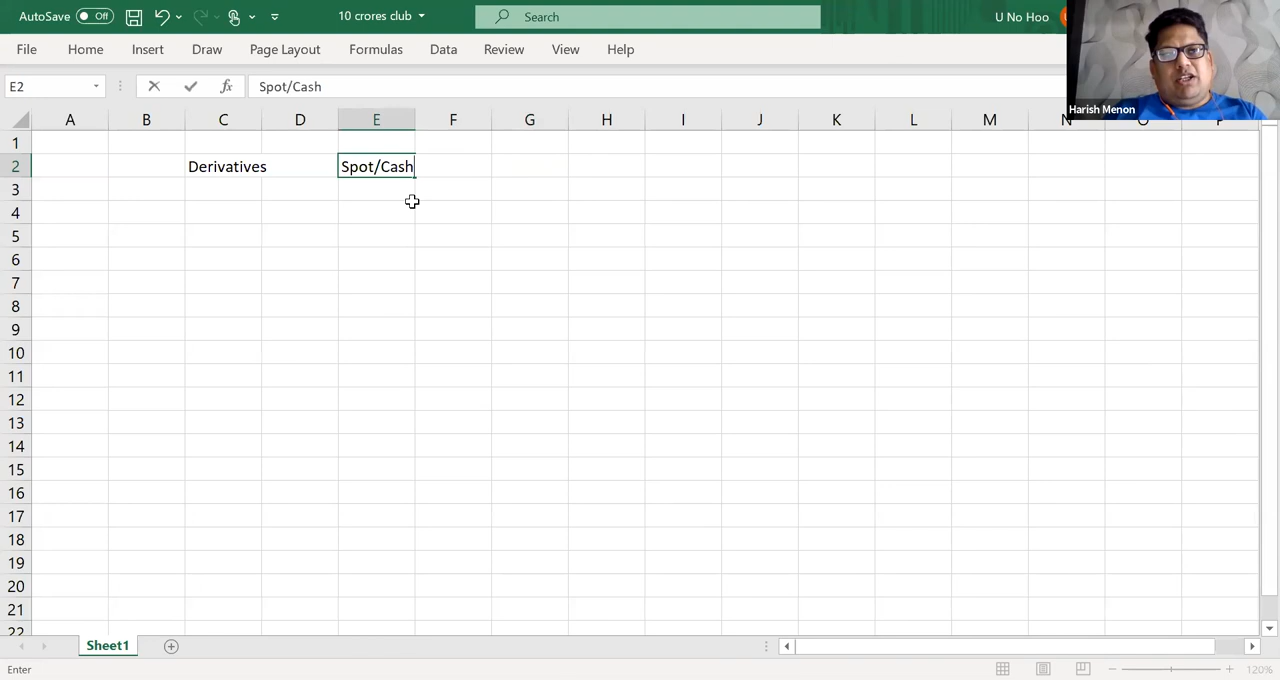 AutoSave Off 10 crores club Search U No Hoo
File Home Insert Draw Page Layout Formulas Data Review View Help
Harish Menon
E2 fx Spot/Cash
A B C D E F G H I J K L M N O P
1
2 Derivatives Spot/Cash
3
4
5
6
7
8
9
10
11
12
13
14
15
16
17
18
19
20
21
22
Sheet1
Enter 120%